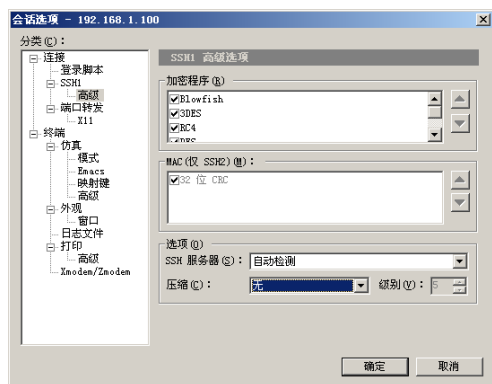 会话选项 - 192.168.1.100
分类(C)：
连接
登录脚本
SSH1
高级
端口转发
X11
终端
仿真
模式
Emacs
映射键
高级
外观
窗口
日志文件
打印
高级
Xmodem/Zmodem
SSH1 高级选项
加密程序(R)
Blowfish
3DES
RC4
DES
MAC(仅 SSH2)(M)：
32 位 CRC
选项(O)
SSH 服务器(S)： 自动检测
压缩(C)： 无 级别(V)： 5
确定 取消